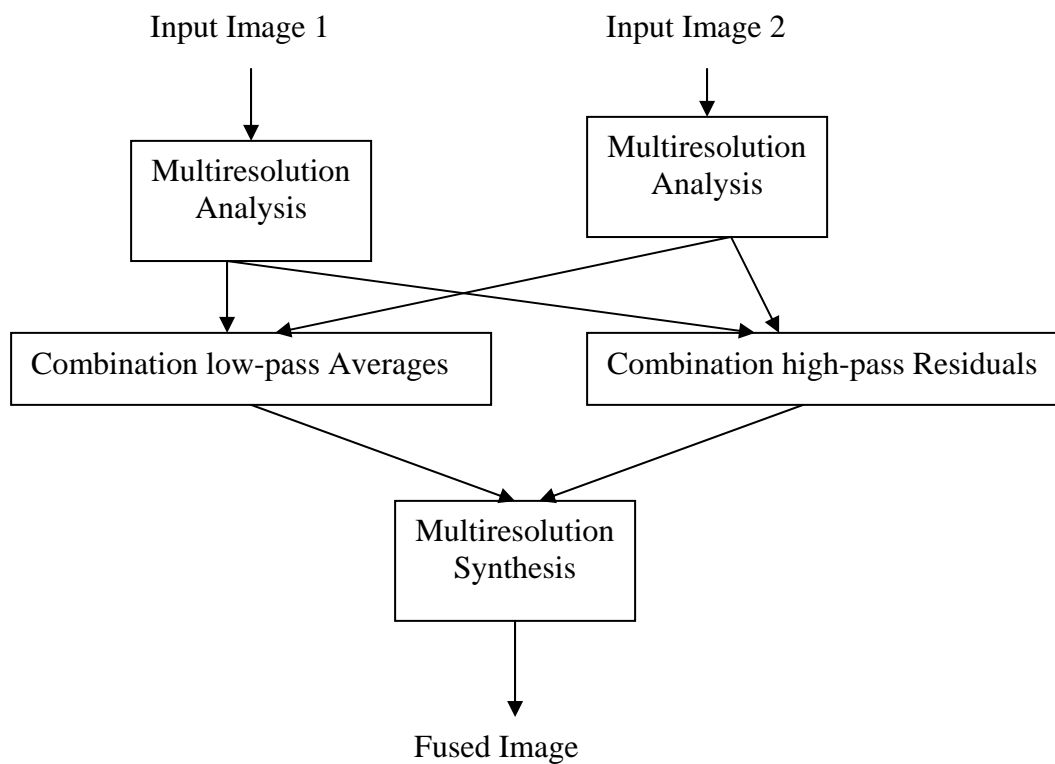 Input Image 1
Input Image 2
Multiresolution
Analysis
Multiresolution
Analysis
Combination low-pass Averages
Combination high-pass Residuals
Multiresolution
Synthesis
Fused Image